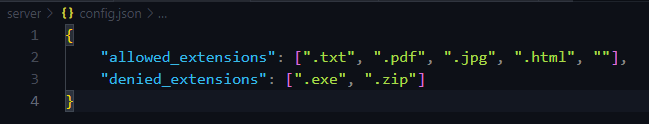 server > {} config.json > ...
1 {
2 "allowed_extensions": [".txt", ".pdf", ".jpg", ".html", ""],
3 "denied_extensions": [".exe", ".zip"]
4 }